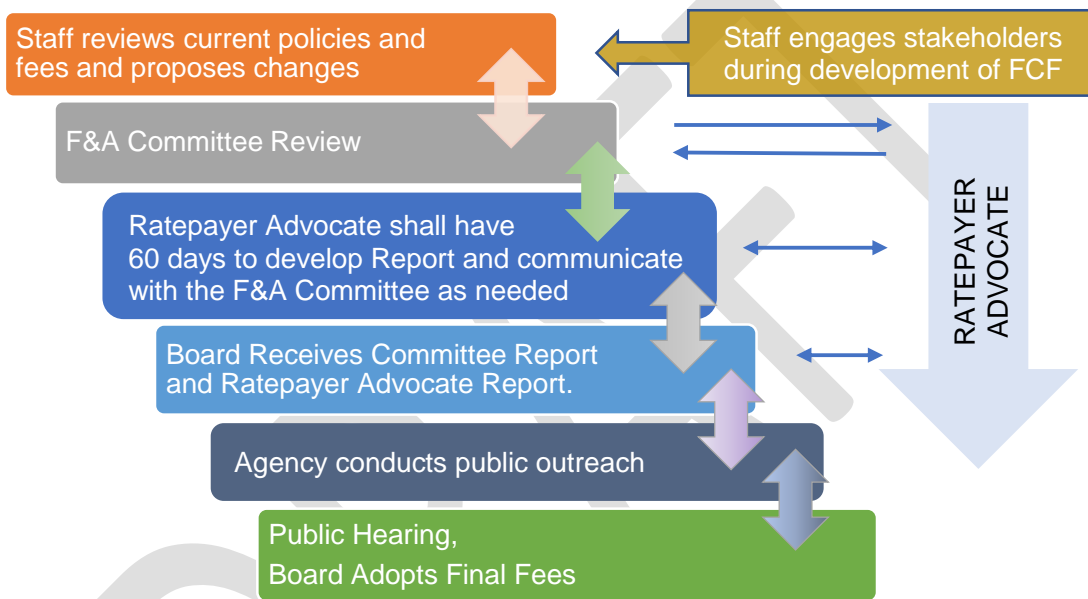 Staff reviews current policies and
fees and proposes changes
Staff engages stakeholders
during development of FCF
F&A Committee Review
RATEPAYER
ADVOCATE
Ratepayer Advocate shall have
60 days to develop Report and communicate
with the F&A Committee as needed
Board Receives Committee Report
and Ratepayer Advocate Report.
Agency conducts public outreach
Public Hearing,
Board Adopts Final Fees